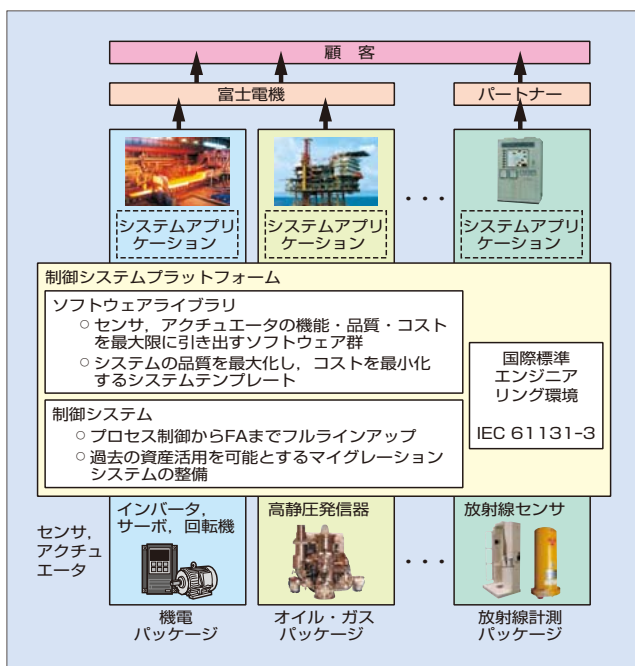 顧　客
富士電機
パートナー
システムアプリ
ケーション
システムアプリ
ケーション
・・・
システムアプリ
ケーション
制御システムプラットフォーム
ソフトウェアライブラリ
○ センサ，アクチュエータの機能・品質・コスト
を最大限に引き出すソフトウェア群
○ システムの品質を最大化し，コストを最小化
するシステムテンプレート
制御システム
○ プロセス制御からFAまでフルラインアップ
○ 過去の資産活用を可能とするマイグレーション
システムの整備
国際標準
エンジニア
リング環境
IEC 61131-3
センサ，
アクチュ
エータ
インバータ，
サーボ，回転機
高静圧発信器
・・・
放射線センサ
機電
パッケージ
オイル・ガス
パッケージ
放射線計測
パッケージ